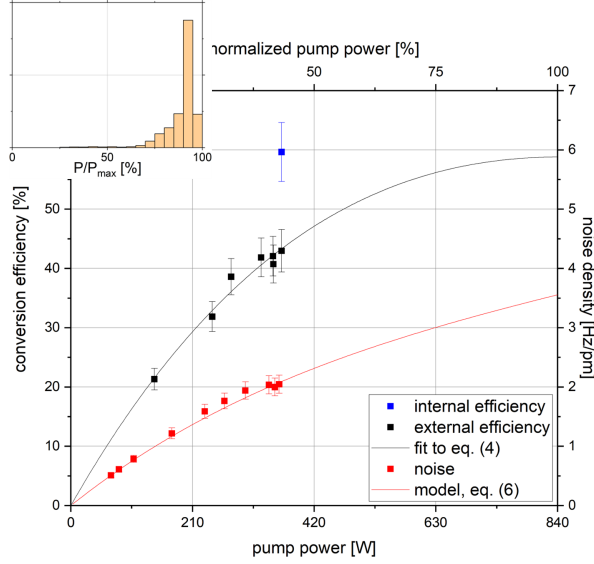 0 50 100
P/Pmax [%]
normalized pump power [%]
50 75 100
conversion efficiency [%]
50
40
30
20
10
0
7
6
5
4
3
2
1
0
noise density [Hz/pm]
internal efficiency
external efficiency
fit to eq. (4)
noise
model, eq. (6)
0 210 420 630 840
pump power [W]